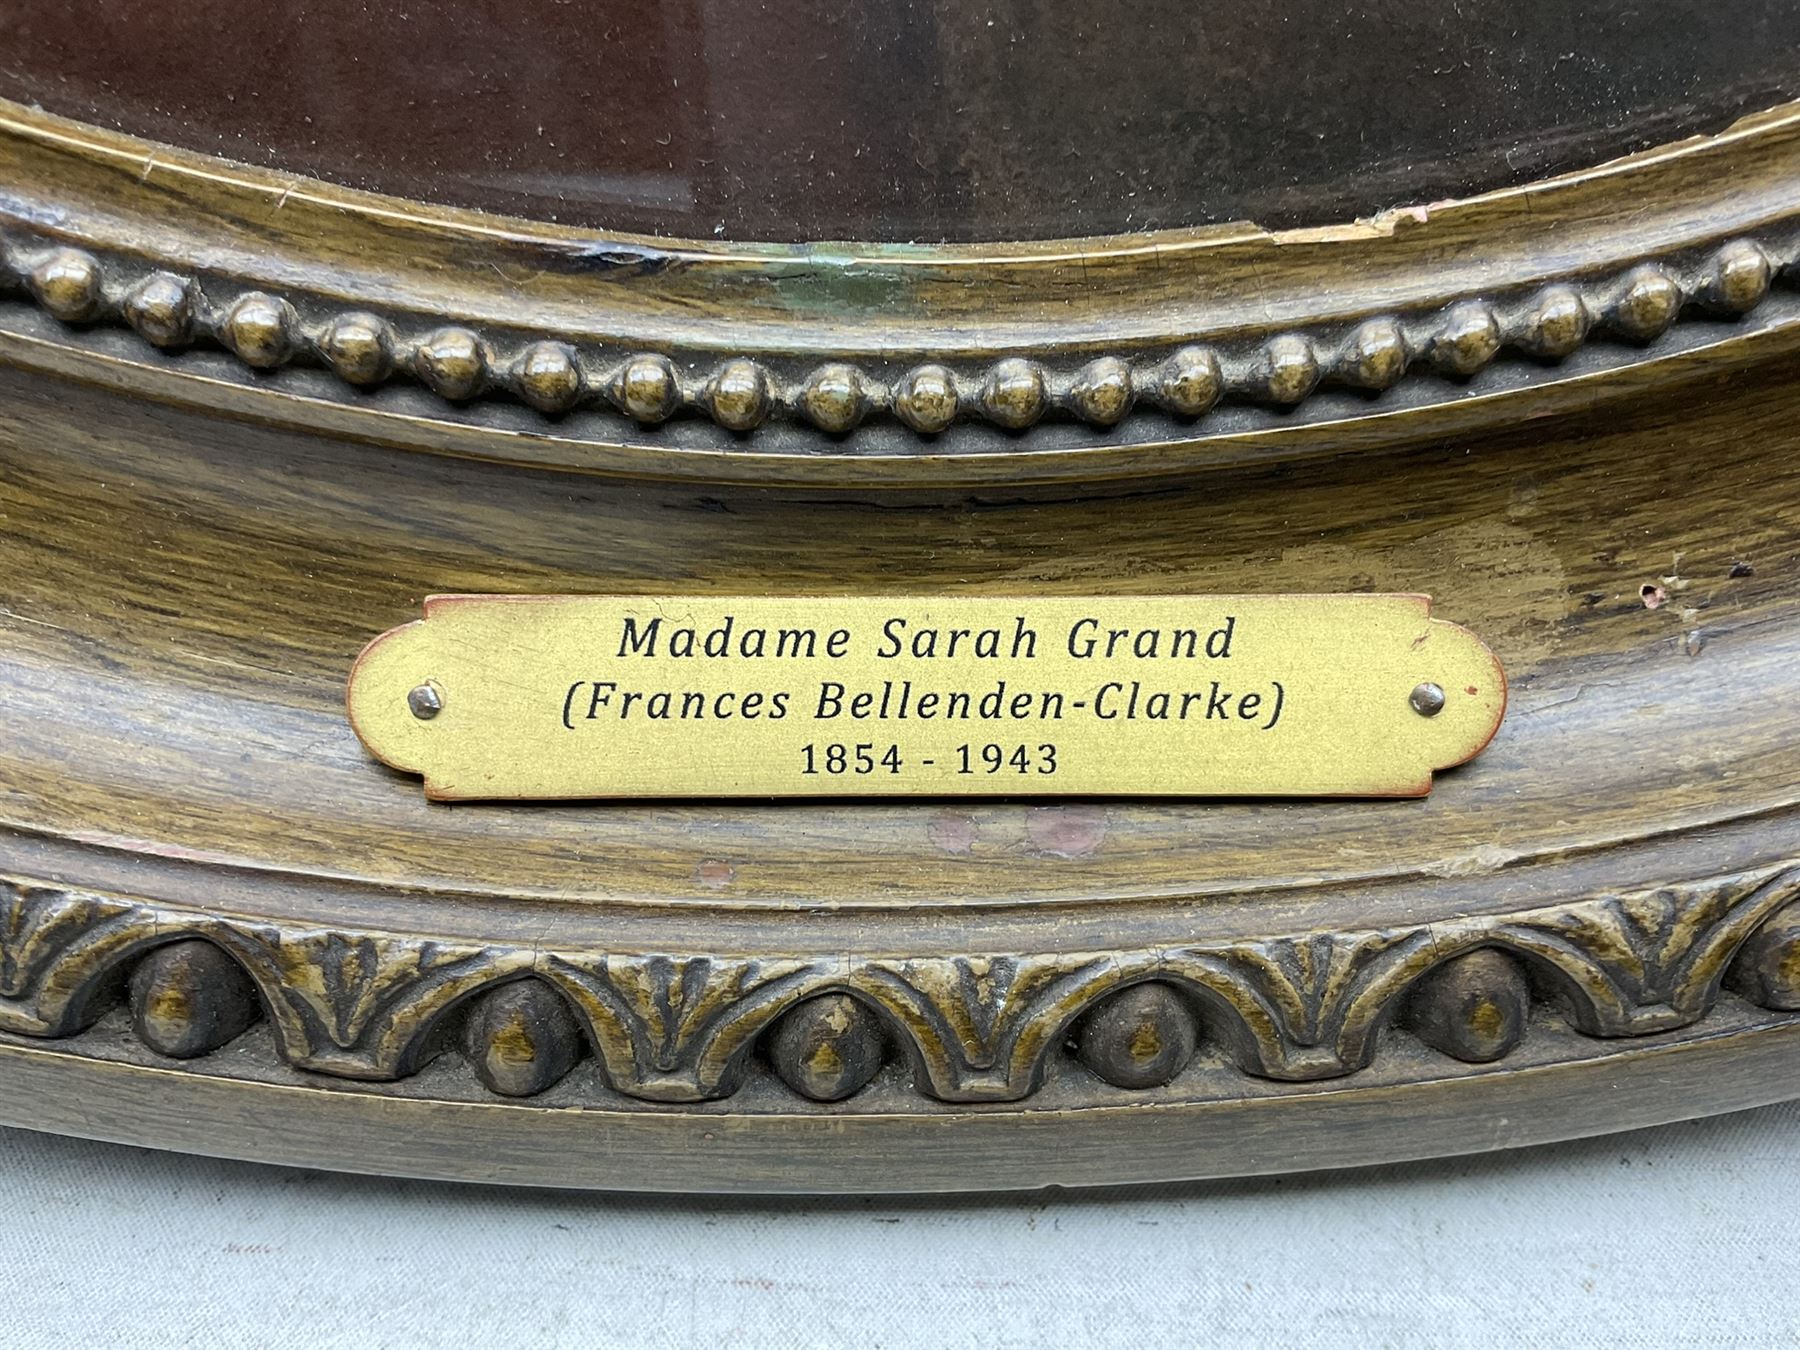 Madame Sarah Grand
(Frances Bellenden-Clarke)
1854 - 1943